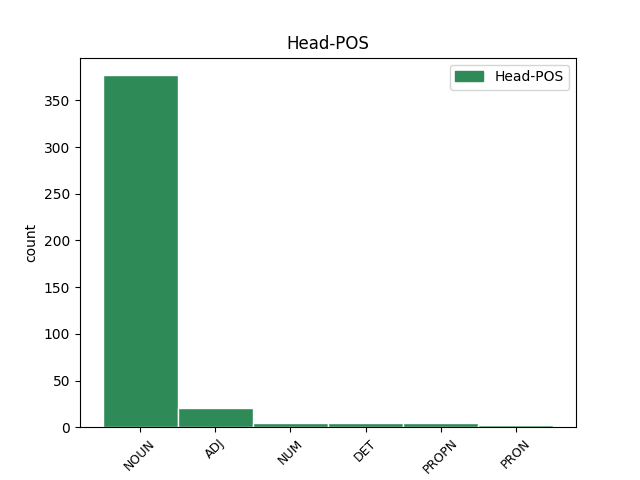 Head-POS
Head-POS
count
350
300
250
200
150
100
50
0
NOUN
ADJ
NUM
DET
PROPN
PRON